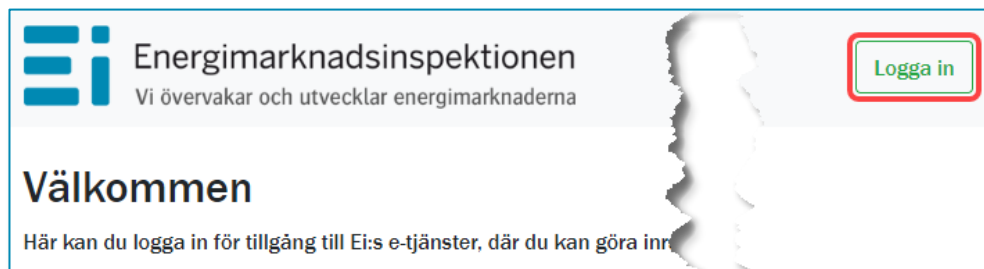 Energimarknadsinspektionen
Vi övervakar och utvecklar energimarknaderna
Logga in
Välkommen
Här kan du logga in för tillgång till Ei:s e-tjänster, där du kan göra